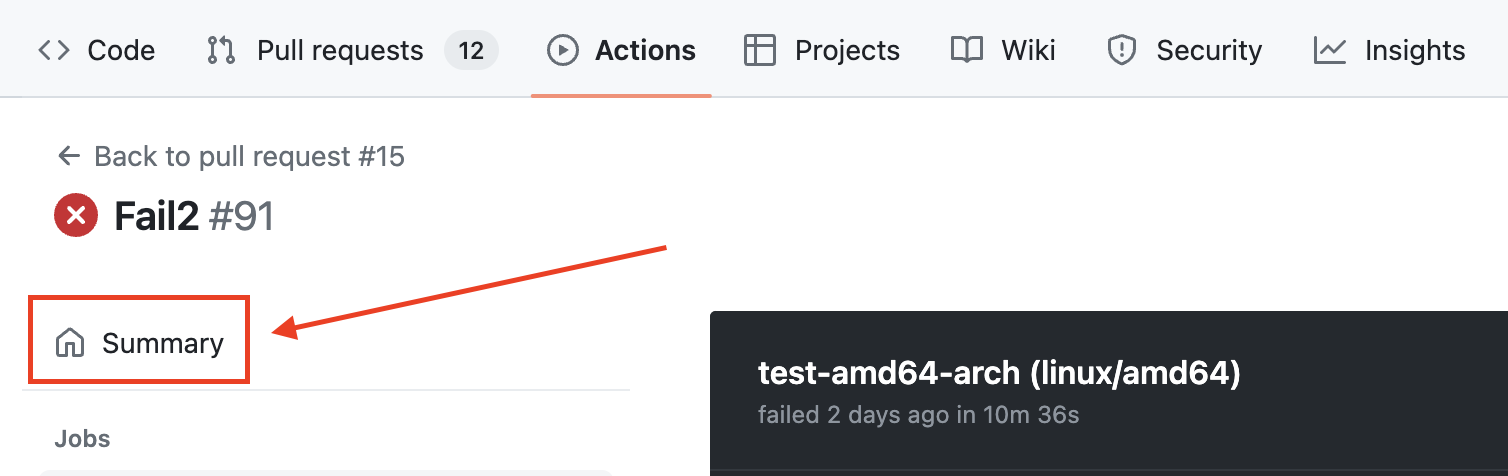 Code Pull requests 12 Actions Projects Wiki Security Insights
Back to pull request #15
Fail2 #91
Summary
test-amd64-arch (linux/amd64)
failed 2 days ago in 10m 36s
Jobs